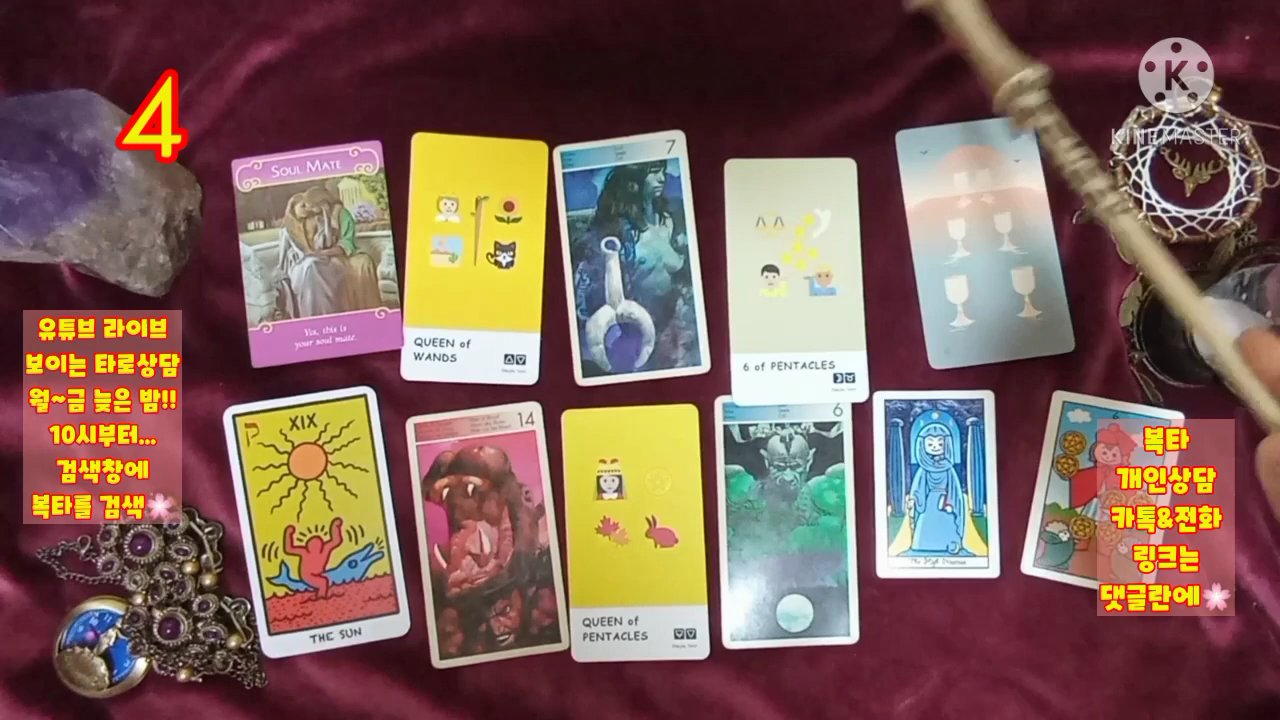 4
K
KINEMASTER
SOUL MATE
Yes, this is
your soul mate.
QUEEN of
WANDS
7
6 of PENTACLES
유튜브 라이브
보이는 타로상담
월~금 늦은 밤!!
10시부터...
검색창에
복타를 검색🌸
XIX
THE SUN
14
QUEEN of
PENTACLES
6
The High Priestess
6
복타
개인상담
카톡&전화
링크는
댓글란에🌸